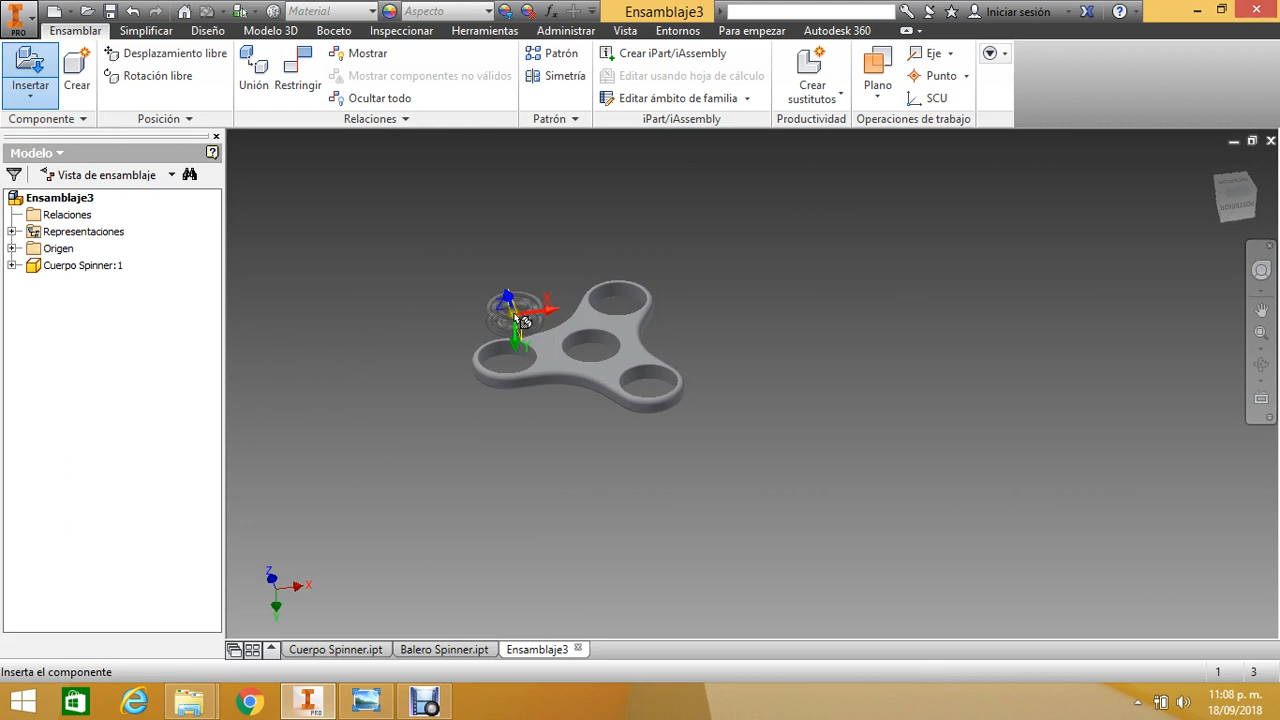 Material
Aspecto
Ensamblaje3
Iniciar sesión
PRO
Ensamblar Simplificar Diseño Modelo 3D Boceto Inspeccionar Herramientas Administrar Vista Entornos Para empezar Autodesk 360
Insertar
Crear
Desplazamiento libre
Rotación libre
Unión
Restringir
Mostrar
Mostrar componentes no válidos
Ocultar todo
Patrón
Simetría
Crear iPart/iAssembly
Editar usando hoja de cálculo
Editar ámbito de familia
Crear
sustitutos
Plano
Eje
Punto
SCU
Componente Posición Relaciones Patrón iPart/iAssembly Productividad Operaciones de trabajo
Modelo
Vista de ensamblaje
Ensamblaje3
Relaciones
Representaciones
Origen
Cuerpo Spinner:1
POSTERIOR
X
Z
Y
Z
X
Y
Cuerpo Spinner.ipt Balero Spinner.ipt Ensamblaje3
Inserta el componente
1 3
PRO
11:08 p. m.
18/09/2018